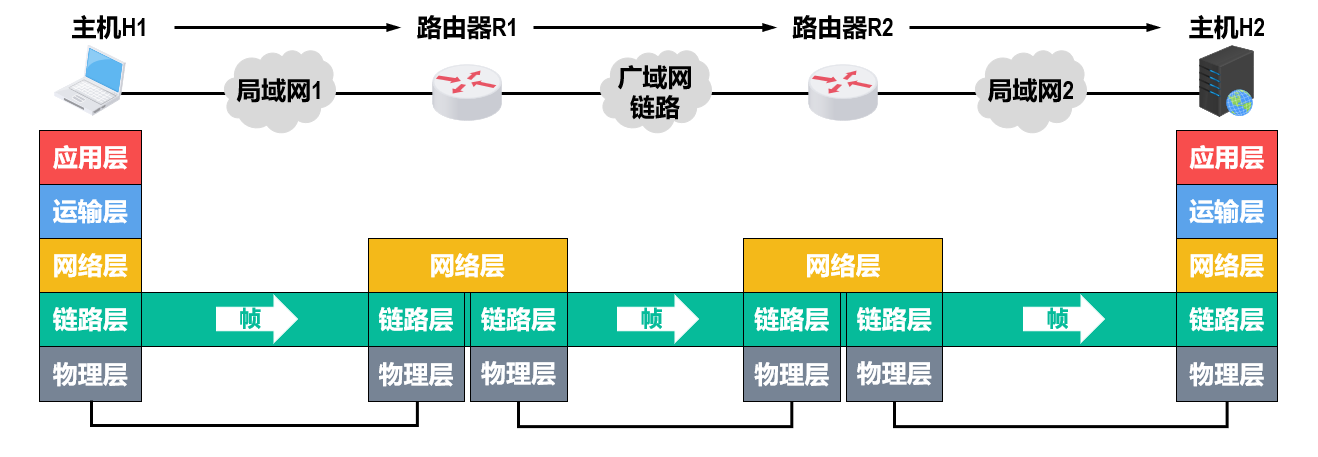 主机H1
路由器R1
路由器R2
主机H2
局域网1
广域网
链路
局域网2
应用层
应用层
运输层
运输层
网络层
网络层
网络层
网络层
链路层
帧
链路层
链路层
帧
链路层
链路层
帧
链路层
物理层
物理层
物理层
物理层
物理层
物理层